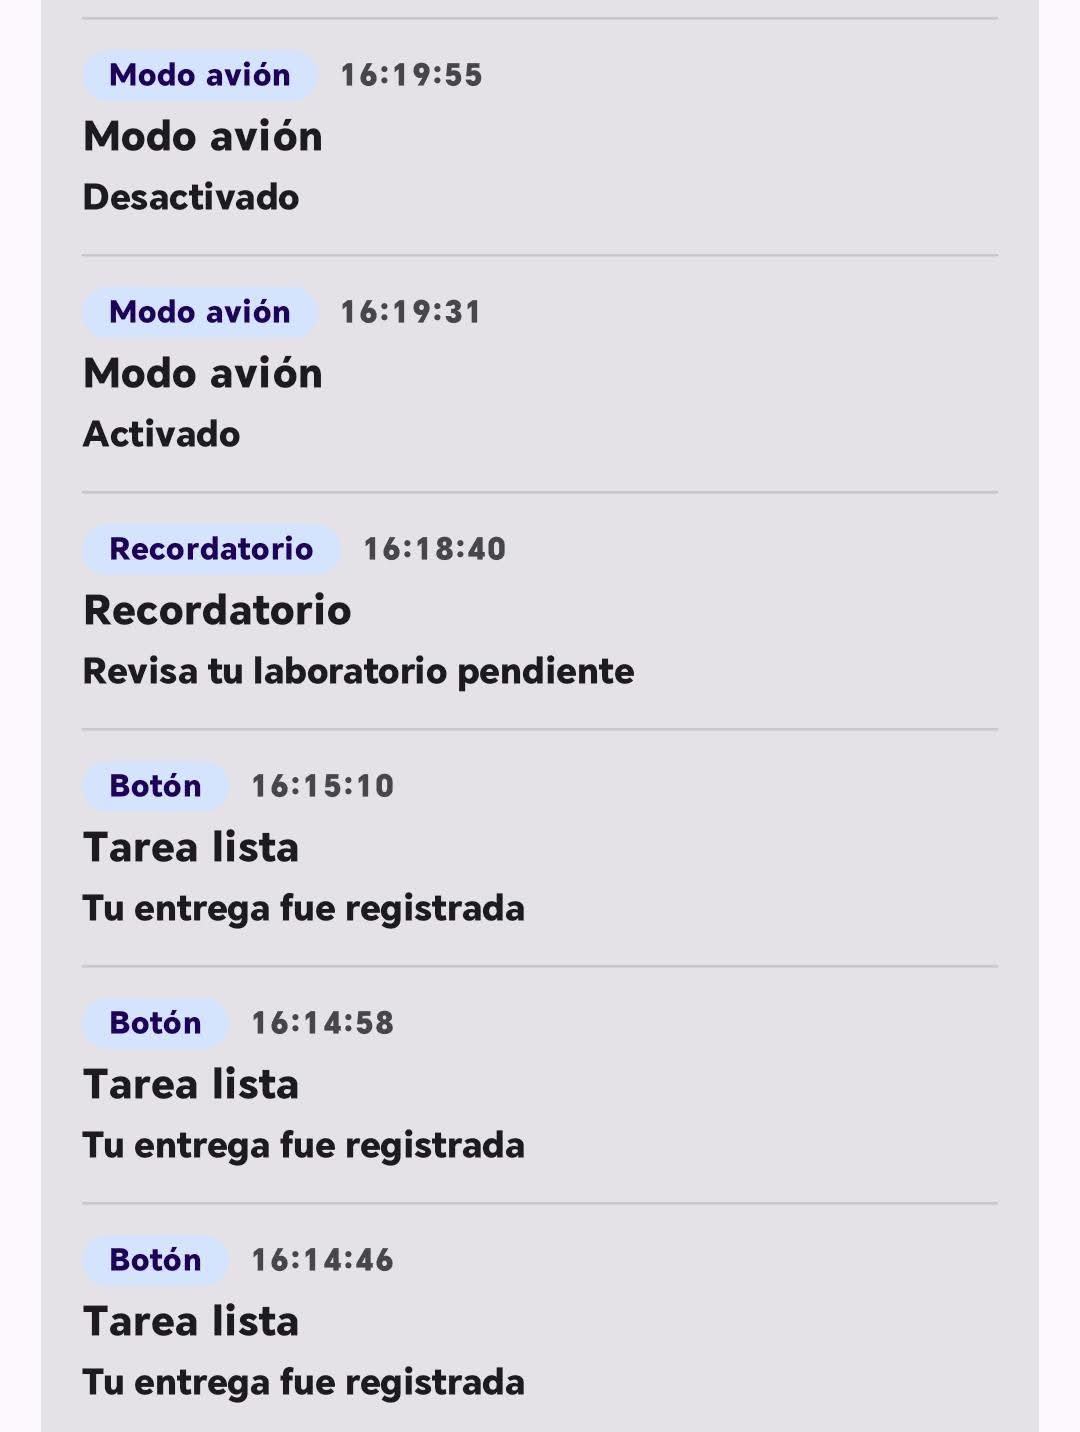 Modo avión 16:19:55
Modo avión
Desactivado
Modo avión 16:19:31
Modo avión
Activado
Recordatorio 16:18:40
Recordatorio
Revisa tu laboratorio pendiente
Botón 16:15:10
Tarea lista
Tu entrega fue registrada
Botón 16:14:58
Tarea lista
Tu entrega fue registrada
Botón 16:14:46
Tarea lista
Tu entrega fue registrada